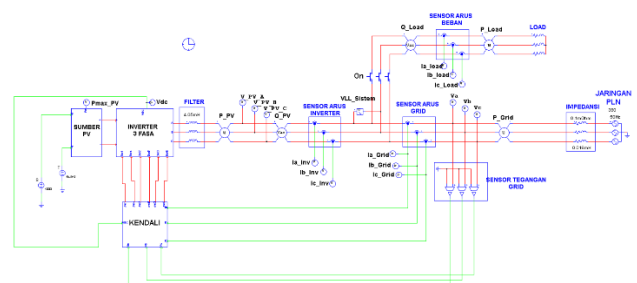 SENSOR ARUS
BEBAN
Q_Load
P_Load
LOAD
Ia_load
Ib_load
Ic_Load
On
Pmax_PV
Vdc
V_PV_A
V_PV_B
V_PV_C
FILTER
P_PV
Q_PV
SENSOR ARUS
INVERTER
VLL_Sistem
SENSOR ARUS
GRID
Va
Vb
Vc
P_Grid
IMPEDANSI
JARINGAN
PLN
SUMBER
PV
INVERTER
3 FASA
Ia_Inv
Ib_Inv
Ic_Inv
Ia_Grid
Ib_Grid
Ic_Grid
SENSOR TEGANGAN
GRID
KENDALI